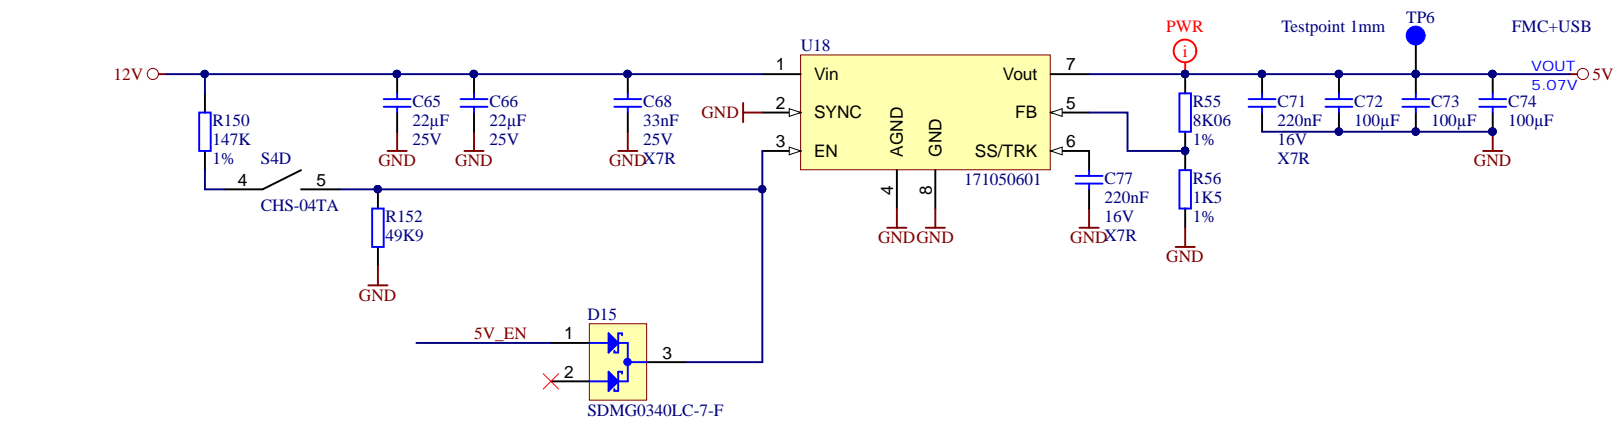 PWR
Testpoint 1mm
TP6
FMC+USB
U18
12V
1
Vin
Vout
7
VOUT
5.07V
5V
R150
147K
1%
C65
22µF
25V
GND
C66
22µF
25V
GND
C68
33nF
25V
X7R
GND
GND
2
SYNC
3
EN
AGND
GND
FB
5
SS/TRK
6
171050601
4
8
GND
GND
R55
8K06
1%
C71
220nF
16V
X7R
C72
100µF
C73
100µF
C74
100µF
GND
S4D
4
5
CHS-04TA
R152
49K9
GND
C77
220nF
16V
X7R
GND
R56
1K5
1%
GND
D15
5V_EN
1
2
3
SDMG0340LC-7-F